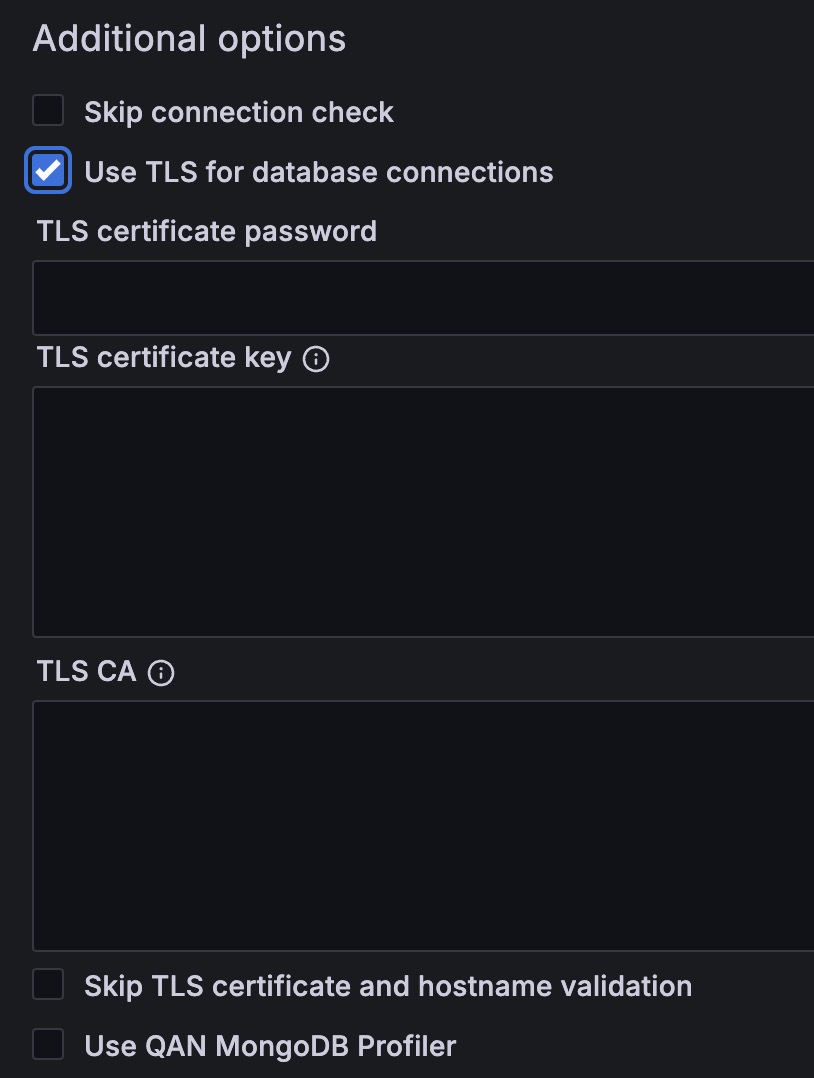 Additional options
Skip connection check
Use TLS for database connections
TLS certificate password
TLS certificate key
TLS CA
Skip TLS certificate and hostname validation
Use QAN MongoDB Profiler